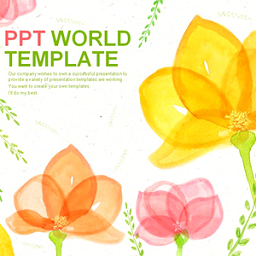 PPT WORLD
TEMPLATE
Our company wishes to own a successful presentation to
provide a variety of presentation templates are working.
You want to create your own templates.
I'll do my best.